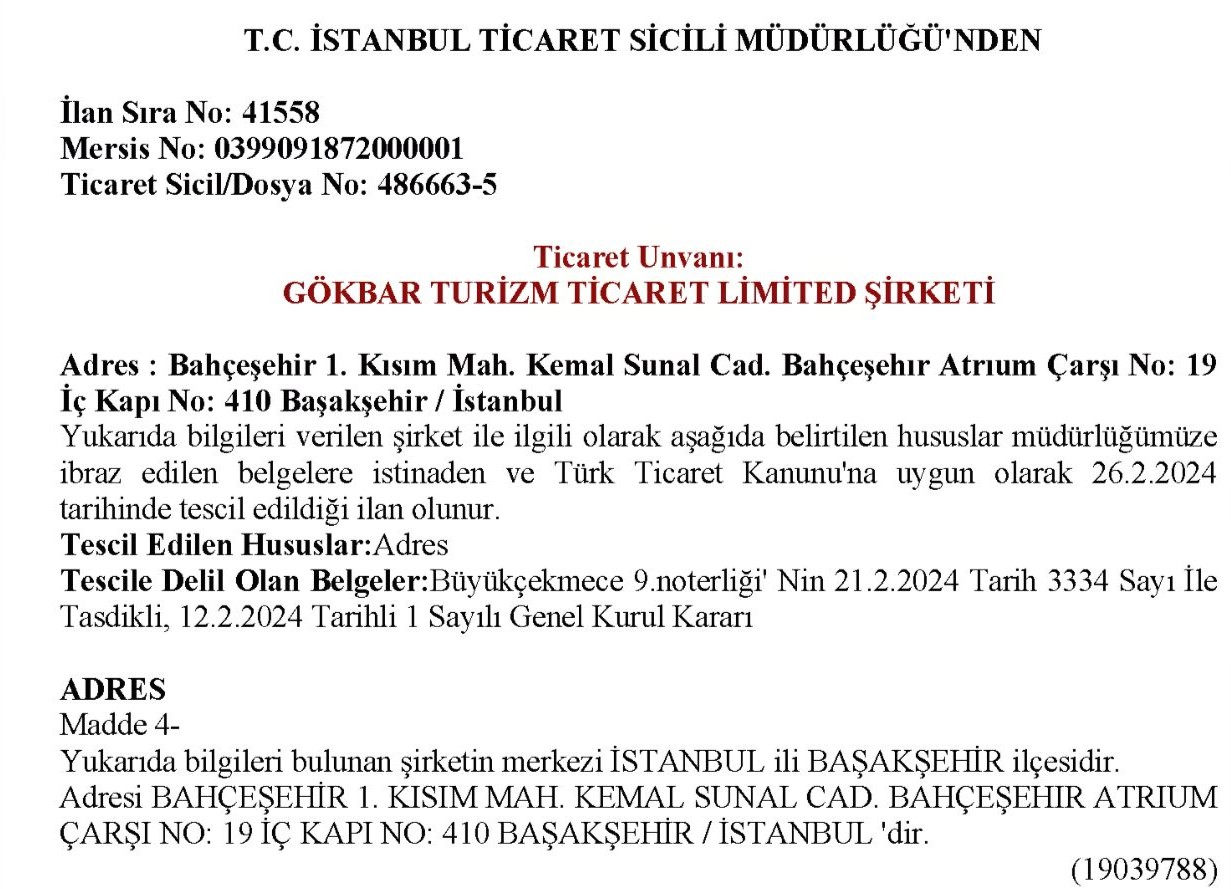 T.C. İSTANBUL TİCARET SİCİLİ MÜDÜRLÜĞÜ'NDEN
İlan Sıra No: 41558
Mersis No: 0399091872000001
Ticaret Sicil/Dosya No: 486663-5
Ticaret Unvanı:
GÖKBAR TURİZM TİCARET LİMİTED ŞİRKETİ
Adres : Bahçeşehir 1. Kısım Mah. Kemal Sunal Cad. Bahçeşehır Atrıum Çarşı No: 19
İç Kapı No: 410 Başakşehir / İstanbul
Yukarıda bilgileri verilen şirket ile ilgili olarak aşağıda belirtilen hususlar müdürlüğümüze
ibraz edilen belgelere istinaden ve Türk Ticaret Kanunu'na uygun olarak 26.2.2024
tarihinde tescil edildiği ilan olunur.
Tescil Edilen Hususlar:Adres
Tescile Delil Olan Belgeler:Büyükçekmece 9.noterliği' Nin 21.2.2024 Tarih 3334 Sayı İle
Tasdikli, 12.2.2024 Tarihli 1 Sayılı Genel Kurul Kararı
ADRES
Madde 4-
Yukarıda bilgileri bulunan şirketin merkezi İSTANBUL ili BAŞAKŞEHİR ilçesidir.
Adresi BAHÇEŞEHİR 1. KISIM MAH. KEMAL SUNAL CAD. BAHÇEŞEHIR ATRIUM
ÇARŞI NO: 19 İÇ KAPI NO: 410 BAŞAKŞEHİR / İSTANBUL 'dir.
(19039788)